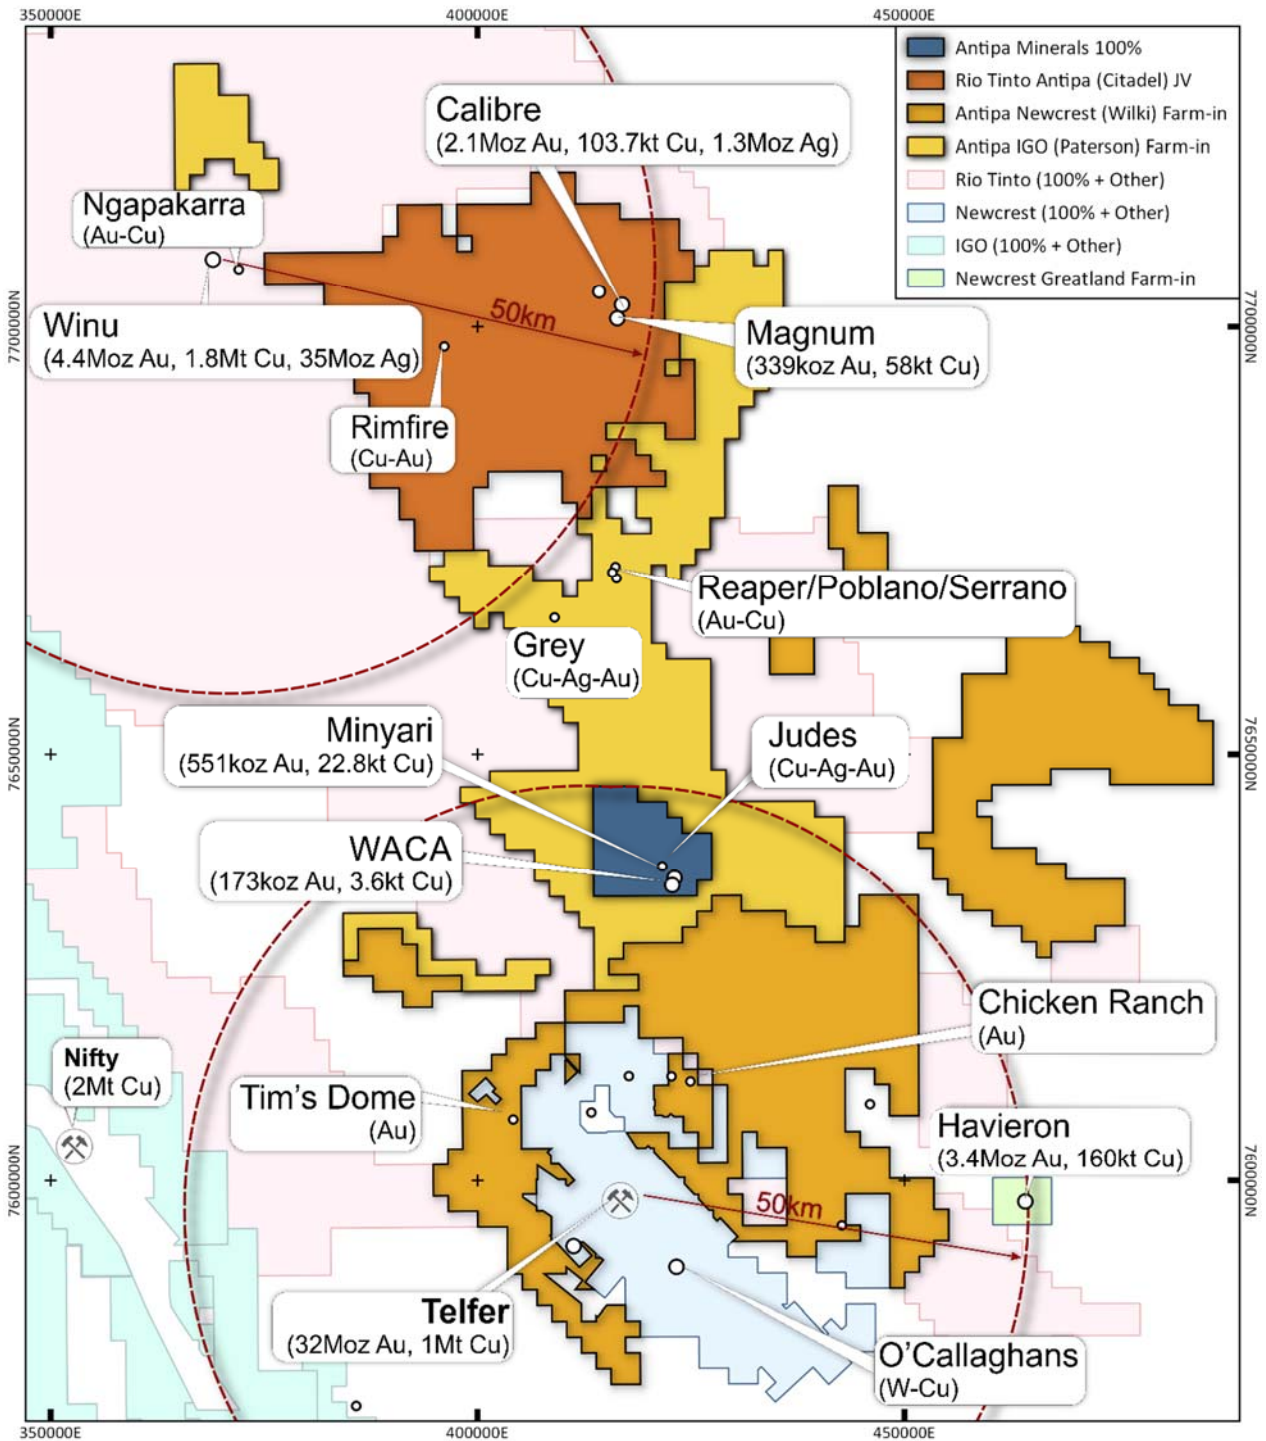 350000E
400000E
450000E
Antipa Minerals 100%
Rio Tinto Antipa (Citadel) JV
Antipa Newcrest (Wilki) Farm-in
Antipa IGO (Paterson) Farm-in
Rio Tinto (100% + Other)
Newcrest (100% + Other)
IGO (100% + Other)
Newcrest Greatland Farm-in
Calibre
(2.1Moz Au, 103.7kt Cu, 1.3Moz Ag)
Ngapakarra
(Au-Cu)
7700000N
7700000N
50km
Winu
(4.4Moz Au, 1.8Mt Cu, 35Moz Ag)
Magnum
(339koz Au, 58kt Cu)
Rimfire
(Cu-Au)
Reaper/Poblano/Serrano
(Au-Cu)
Grey
(Cu-Ag-Au)
7650000N
7650000N
Minyari
(551koz Au, 22.8kt Cu)
Judes
(Cu-Ag-Au)
WACA
(173koz Au, 3.6kt Cu)
Chicken Ranch
(Au)
Nifty
(2Mt Cu)
Tim's Dome
(Au)
Havieron
(3.4Moz Au, 160kt Cu)
7600000N
7600000N
50km
Telfer
(32Moz Au, 1Mt Cu)
O'Callaghans
(W-Cu)
350000E
400000E
450000E